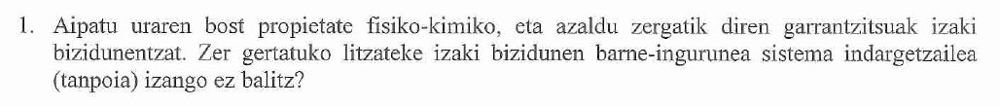 1. Aipatu uraren bost propietate fisiko-kimiko, eta azaldu zergatik diren garrantzitsuak izaki
bizidunentzat. Zer gertatuko litzateke izaki bizidunen barne-ingurunea sistema indargetzailea
(tanpoia) izango ez balitz?